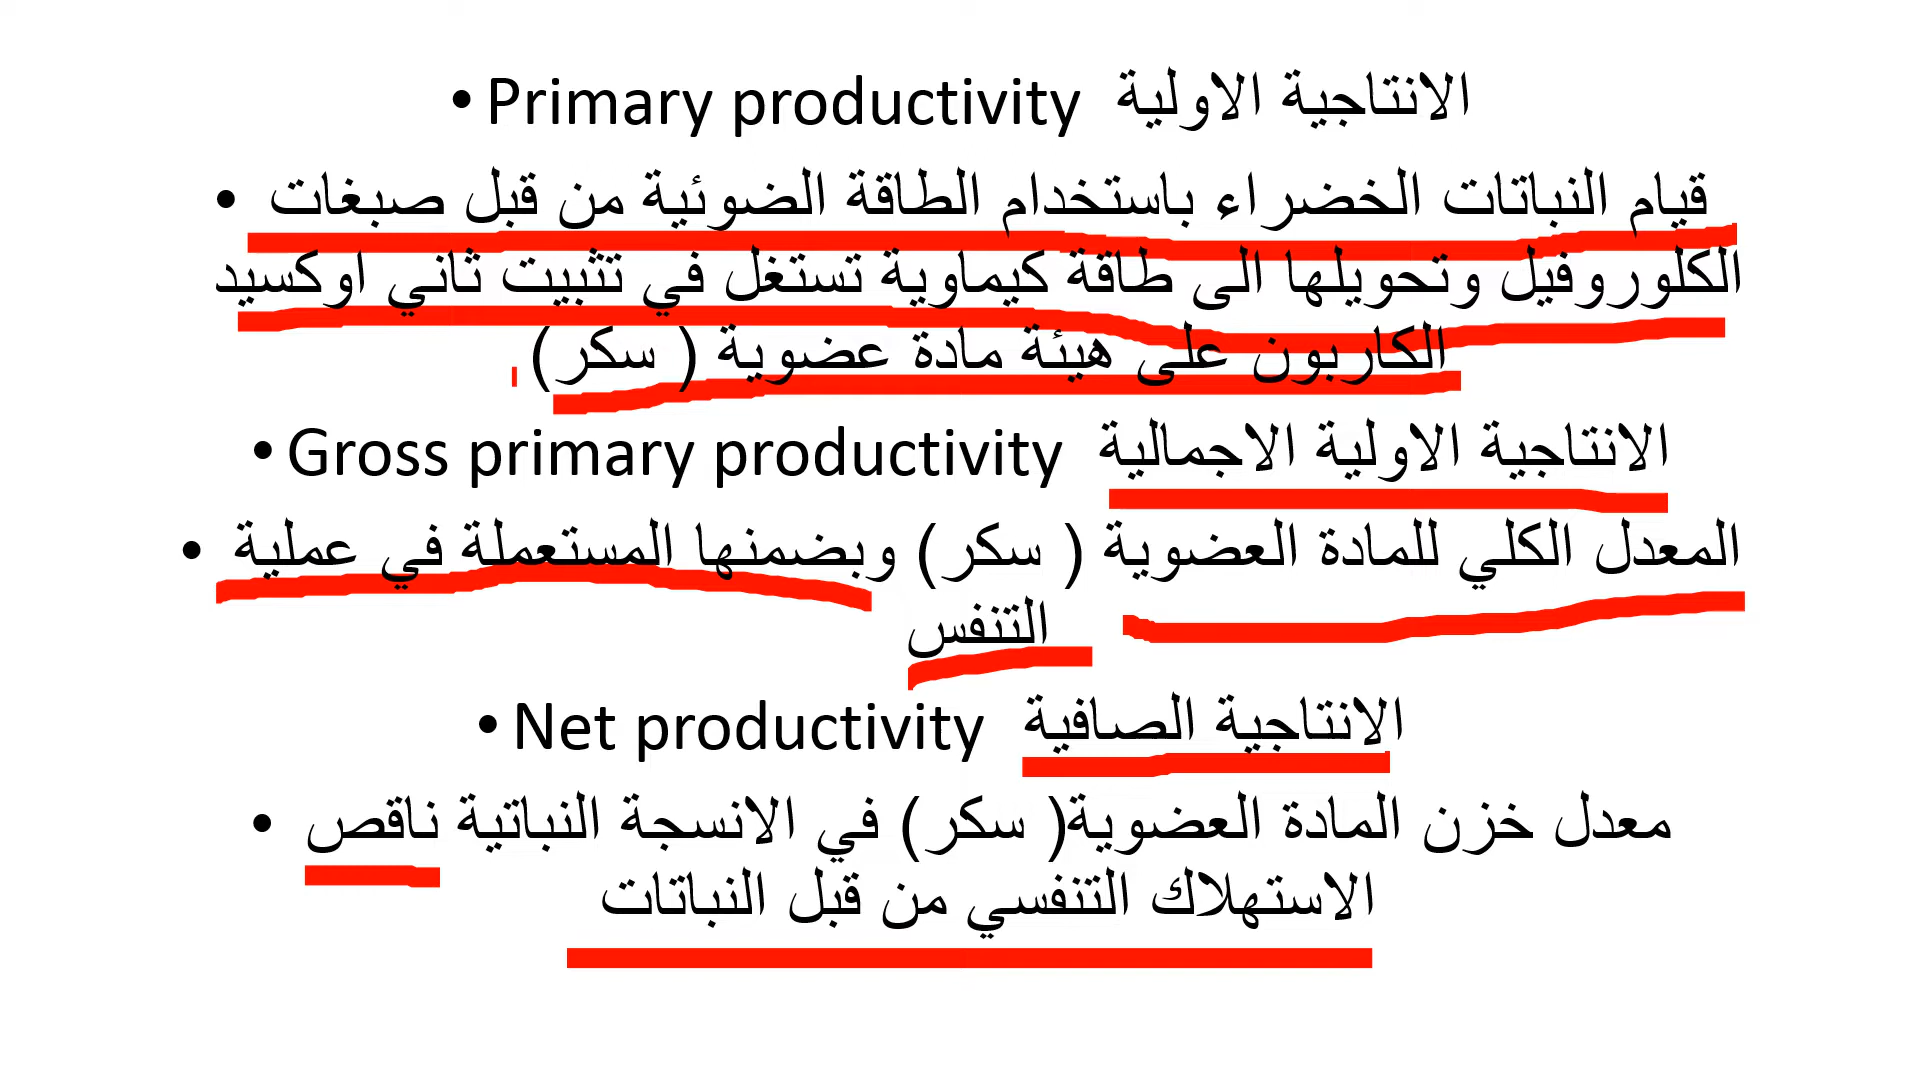 • Primary productivity الانتاجية الاولية
• قيام النباتات الخضراء باستخدام الطاقة الضوئية من قبل صبغات
الكلوروفيل وتحويلها الى طاقة كيماوية تستغل في تثبيت ثاني اوكسيد
الكاربون على هيئة مادة عضوية ( سكر)
• Gross primary productivity الانتاجية الاولية الاجمالية
• المعدل الكلي للمادة العضوية ( سكر) وبضمنها المستعملة في عملية
التنفس
• Net productivity الانتاجية الصافية
• معدل خزن المادة العضوية( سكر) في الانسجة النباتية ناقص
الاستهلاك التنفسي من قبل النباتات